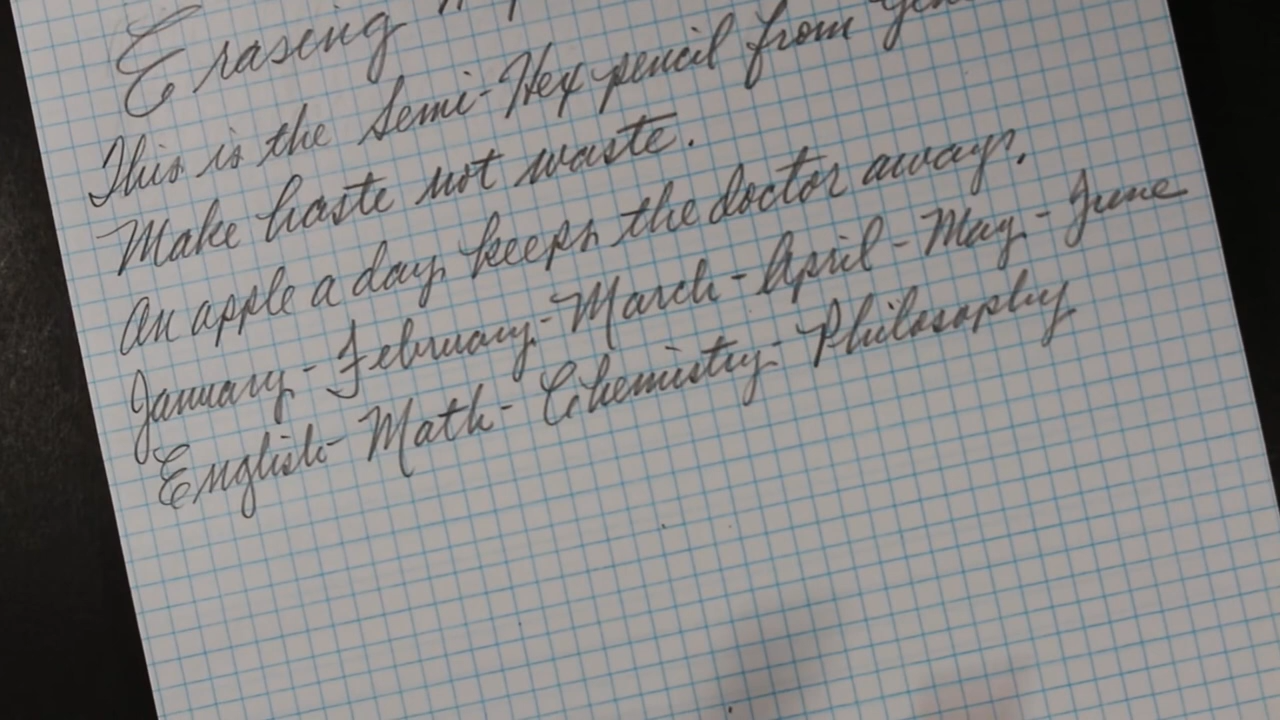 Erasing
This is the Semi-Hex pencil from
Make haste not waste.
An apple a day keeps the doctor away.
January - February - March - April - May - June
English - Math - Chemistry - Philosophy